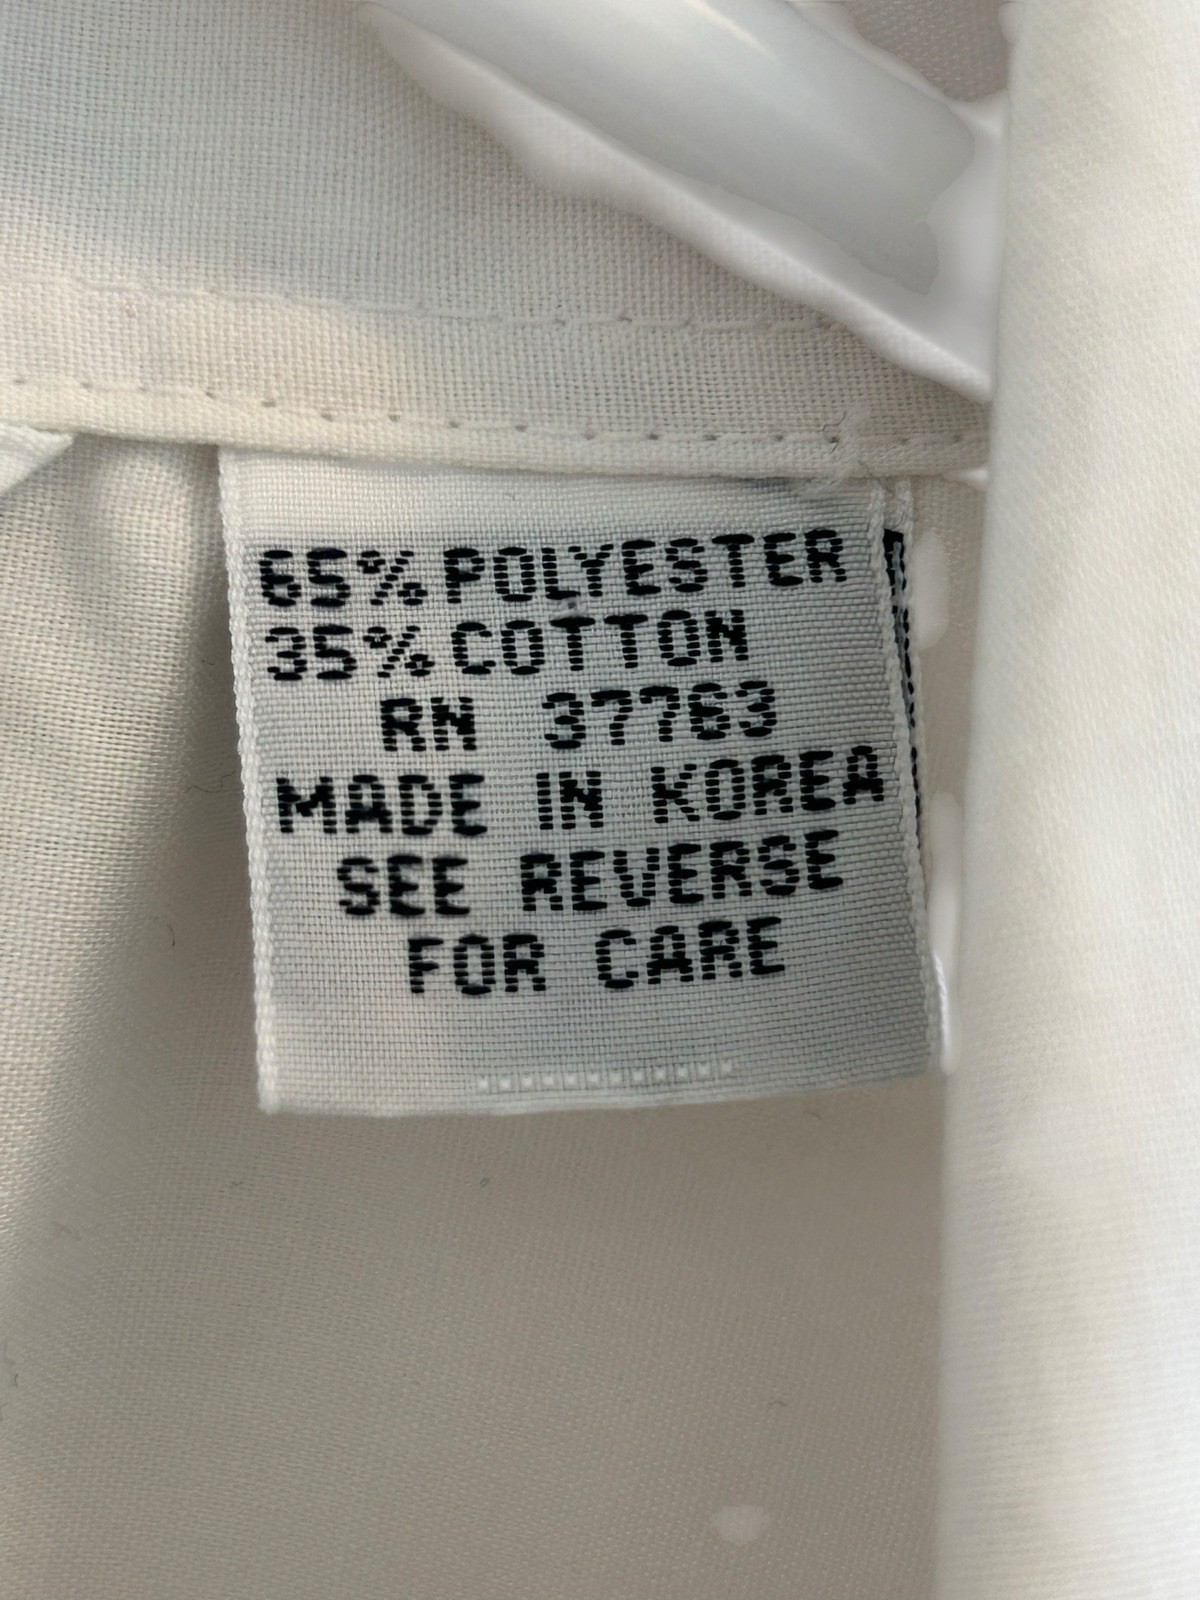 65% POLYESTER
35% COTTON
RN 37763
MADE IN KOREA
SEE REVERSE
FOR CARE